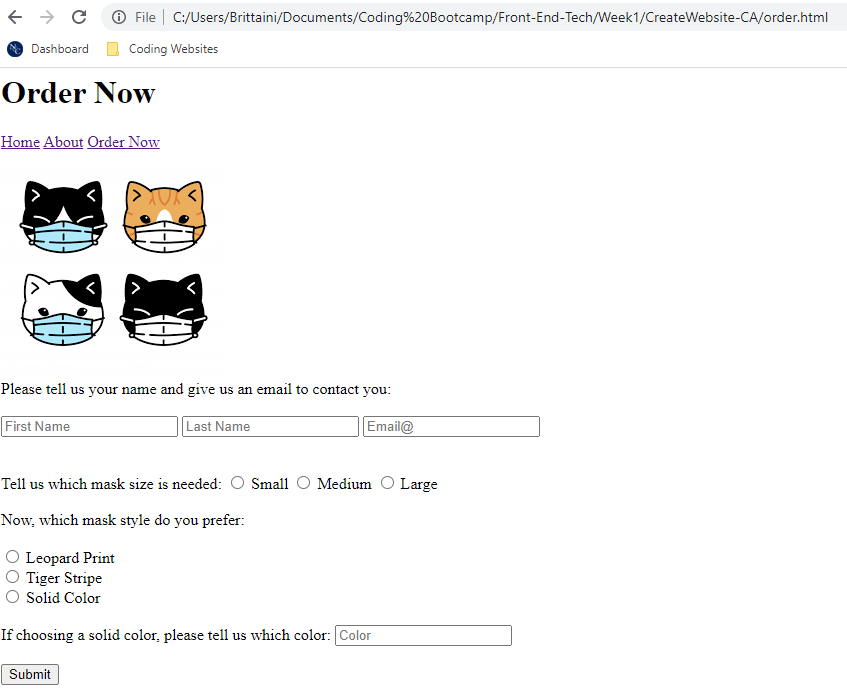 File C:/Users/Brittaini/Documents/Coding%20Bootcamp/Front-End-Tech/Week1/CreateWebsite-CA/order.html
NC Dashboard Coding Websites
Order Now
Home About Order Now
Please tell us your name and give us an email to contact you:
First Name Last Name Email@
Tell us which mask size is needed: Small Medium Large
Now, which mask style do you prefer:
Leopard Print
Tiger Stripe
Solid Color
If choosing a solid color, please tell us which color: Color
Submit